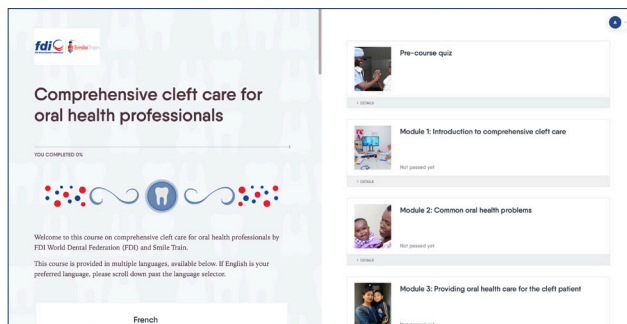 A
fdi
SmileTrain
Comprehensive cleft care for
oral health professionals
YOU COMPLETED 0%
Welcome to this course on comprehensive cleft care for oral health professionals by
FDI World Dental Federation (FDI) and Smile Train.
This course is provided in multiple languages, available below. If English is your
preferred language, please scroll down past the language selector.
French
Pre-course quiz
DETAILS
Module 1: Introduction to comprehensive cleft care
Not passed yet
DETAILS
Module 2: Common oral health problems
Not passed yet
DETAILS
Module 3: Providing oral health care for the cleft patient
Not passed yet